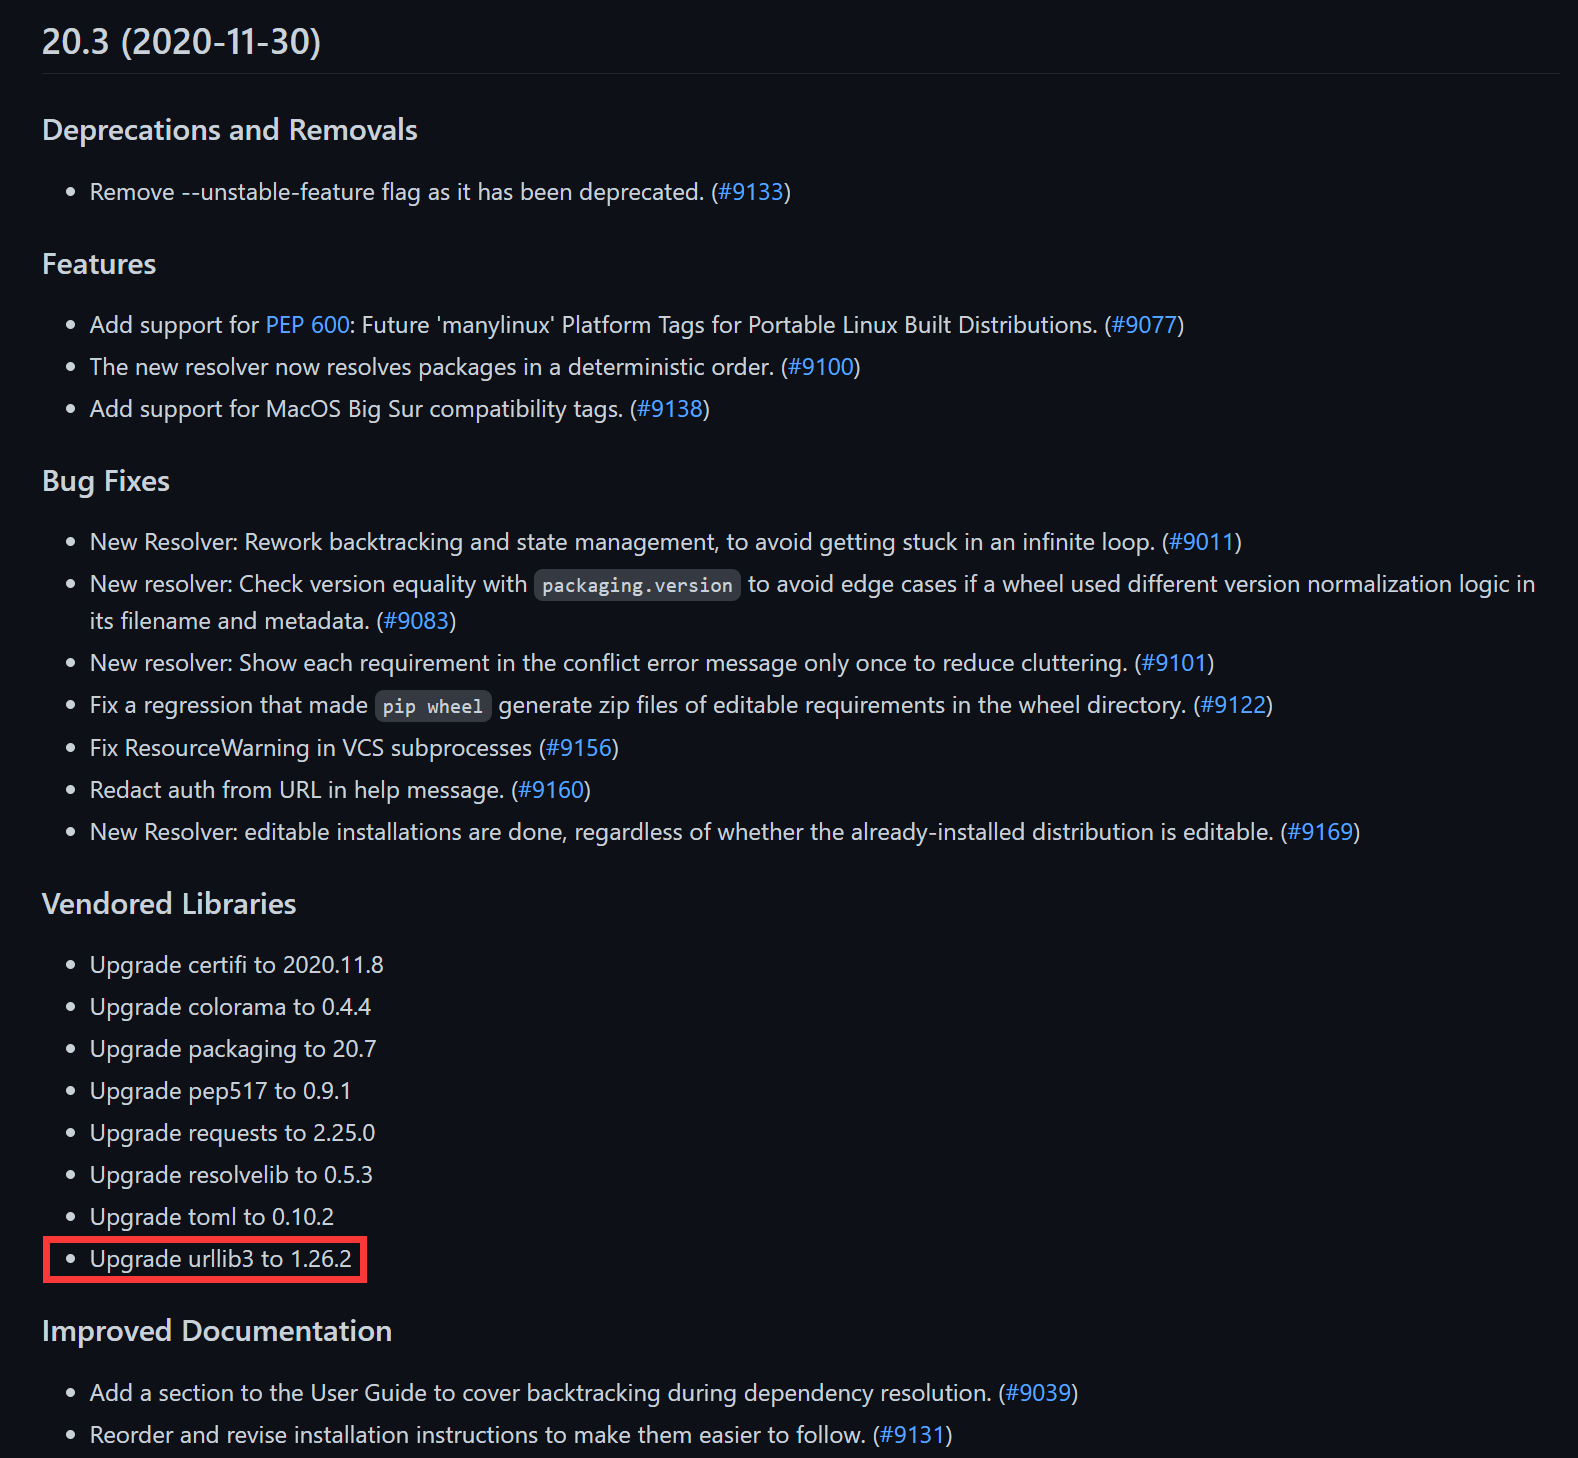 20.3 (2020-11-30)
Deprecations and Removals
Remove --unstable-feature flag as it has been deprecated. (#9133)
Features
Add support for PEP 600: Future 'manylinux' Platform Tags for Portable Linux Built Distributions. (#9077)
The new resolver now resolves packages in a deterministic order. (#9100)
Add support for MacOS Big Sur compatibility tags. (#9138)
Bug Fixes
New Resolver: Rework backtracking and state management, to avoid getting stuck in an infinite loop. (#9011)
New resolver: Check version equality with packaging.version to avoid edge cases if a wheel used different version normalization logic in
its filename and metadata. (#9083)
New resolver: Show each requirement in the conflict error message only once to reduce cluttering. (#9101)
Fix a regression that made pip wheel generate zip files of editable requirements in the wheel directory. (#9122)
Fix ResourceWarning in VCS subprocesses (#9156)
Redact auth from URL in help message. (#9160)
New Resolver: editable installations are done, regardless of whether the already-installed distribution is editable. (#9169)
Vendored Libraries
Upgrade certifi to 2020.11.8
Upgrade colorama to 0.4.4
Upgrade packaging to 20.7
Upgrade pep517 to 0.9.1
Upgrade requests to 2.25.0
Upgrade resolvelib to 0.5.3
Upgrade toml to 0.10.2
Upgrade urllib3 to 1.26.2
Improved Documentation
Add a section to the User Guide to cover backtracking during dependency resolution. (#9039)
Reorder and revise installation instructions to make them easier to follow. (#9131)